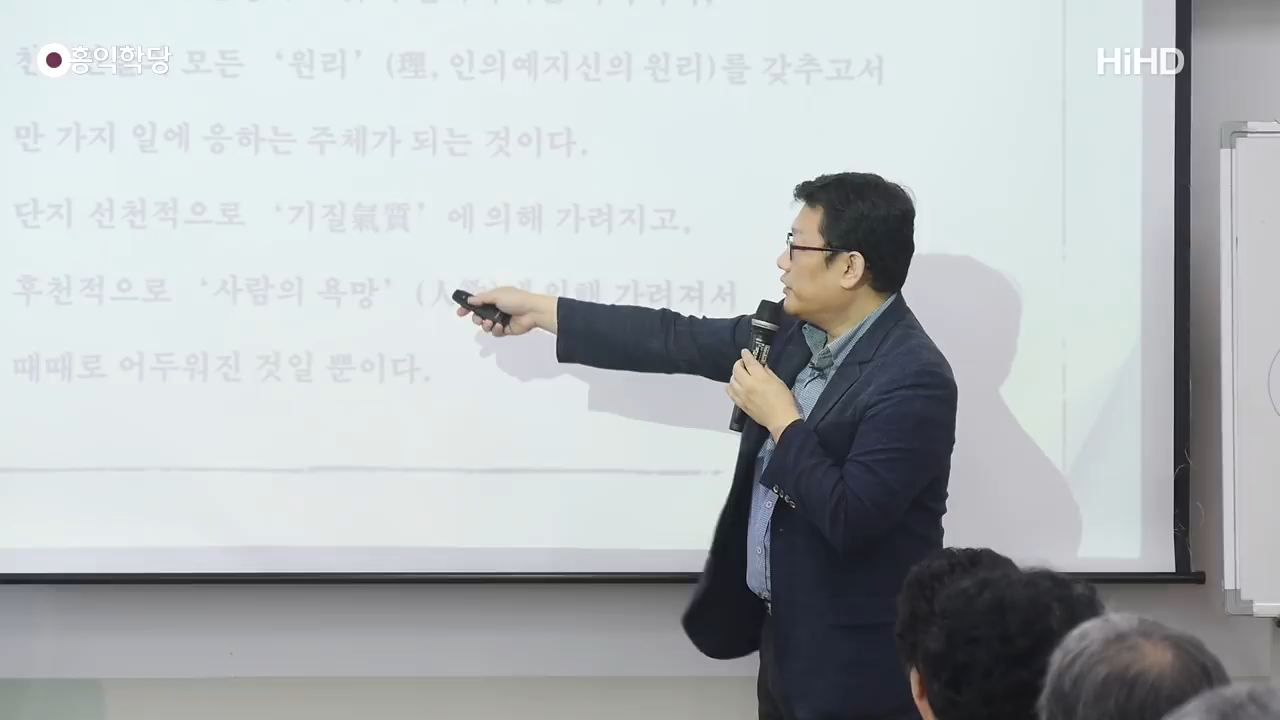 홍익학당
HiHD
모든 ‘원리’ (理, 인의예지신의 원리)를 갖추고서
만 가지 일에 응하는 주체가 되는 것이다.
단지 선천적으로 ‘기질氣質’ 에 의해 가려지고,
후천적으로 ‘사람의 욕망’ (人 의해 가려져서
때때로 어두워진 것일 뿐이다.